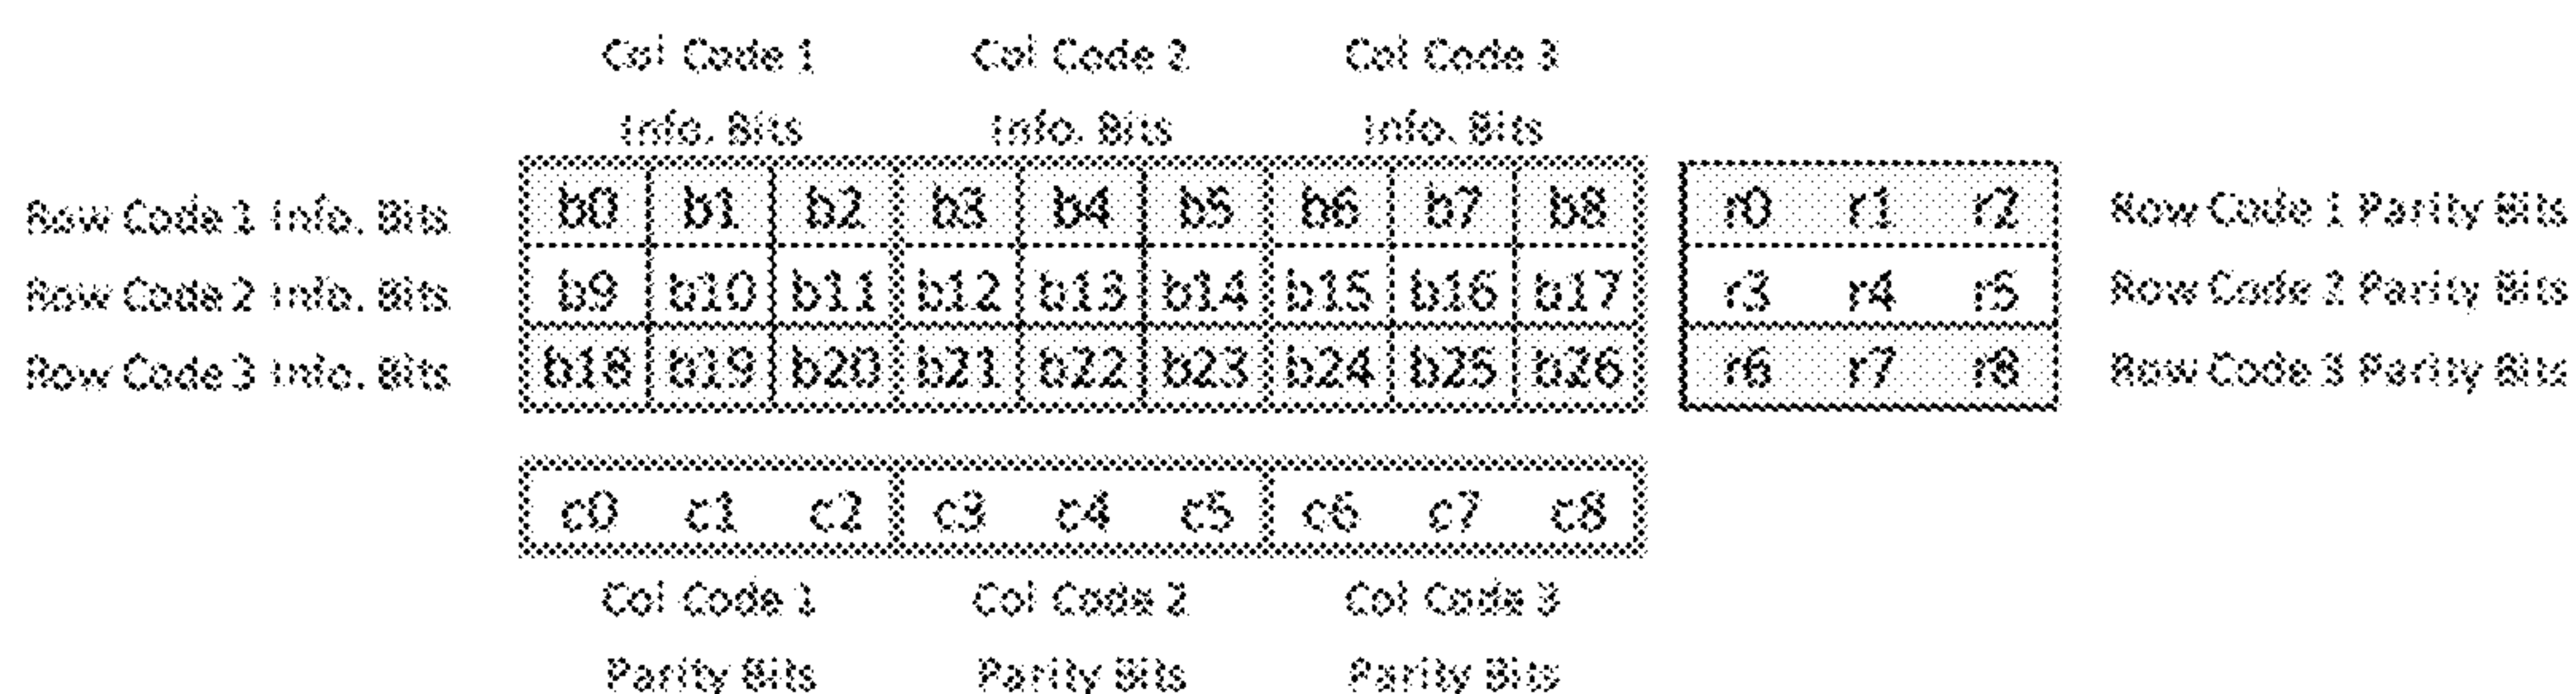 Col Code 1 Col Code 2 Col Code 3
Info. Bits Info. Bits Info. Bits
Row Code 1 Info. Bits b0 b1 b2 b3 b4 b5 b6 b7 b8 r0 r1 r2 Row Code 1 Parity Bits
Row Code 2 Info. Bits b9 b10 b11 b12 b13 b14 b15 b16 b17 r3 r4 r5 Row Code 2 Parity Bits
Row Code 3 Info. Bits b18 b19 b20 b21 b22 b23 b24 b25 b26 r6 r7 r8 Row Code 3 Parity Bits
c0 c1 c2 c3 c4 c5 c6 c7 c8
Col Code 1 Col Code 2 Col Code 3
Parity Bits Parity Bits Parity Bits